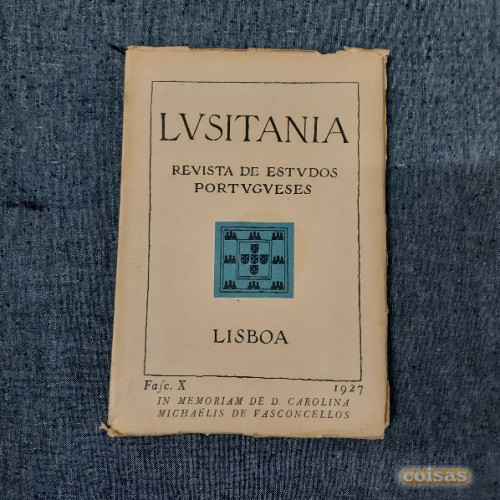 LVSITANIA
REVISTA DE ESTVDOS
PORTVGVESES
LISBOA
Faſc. X 1927
IN MEMORIAM DE D. CAROLINA
MICHAËLIS DE VASCONCELLOS
coisas